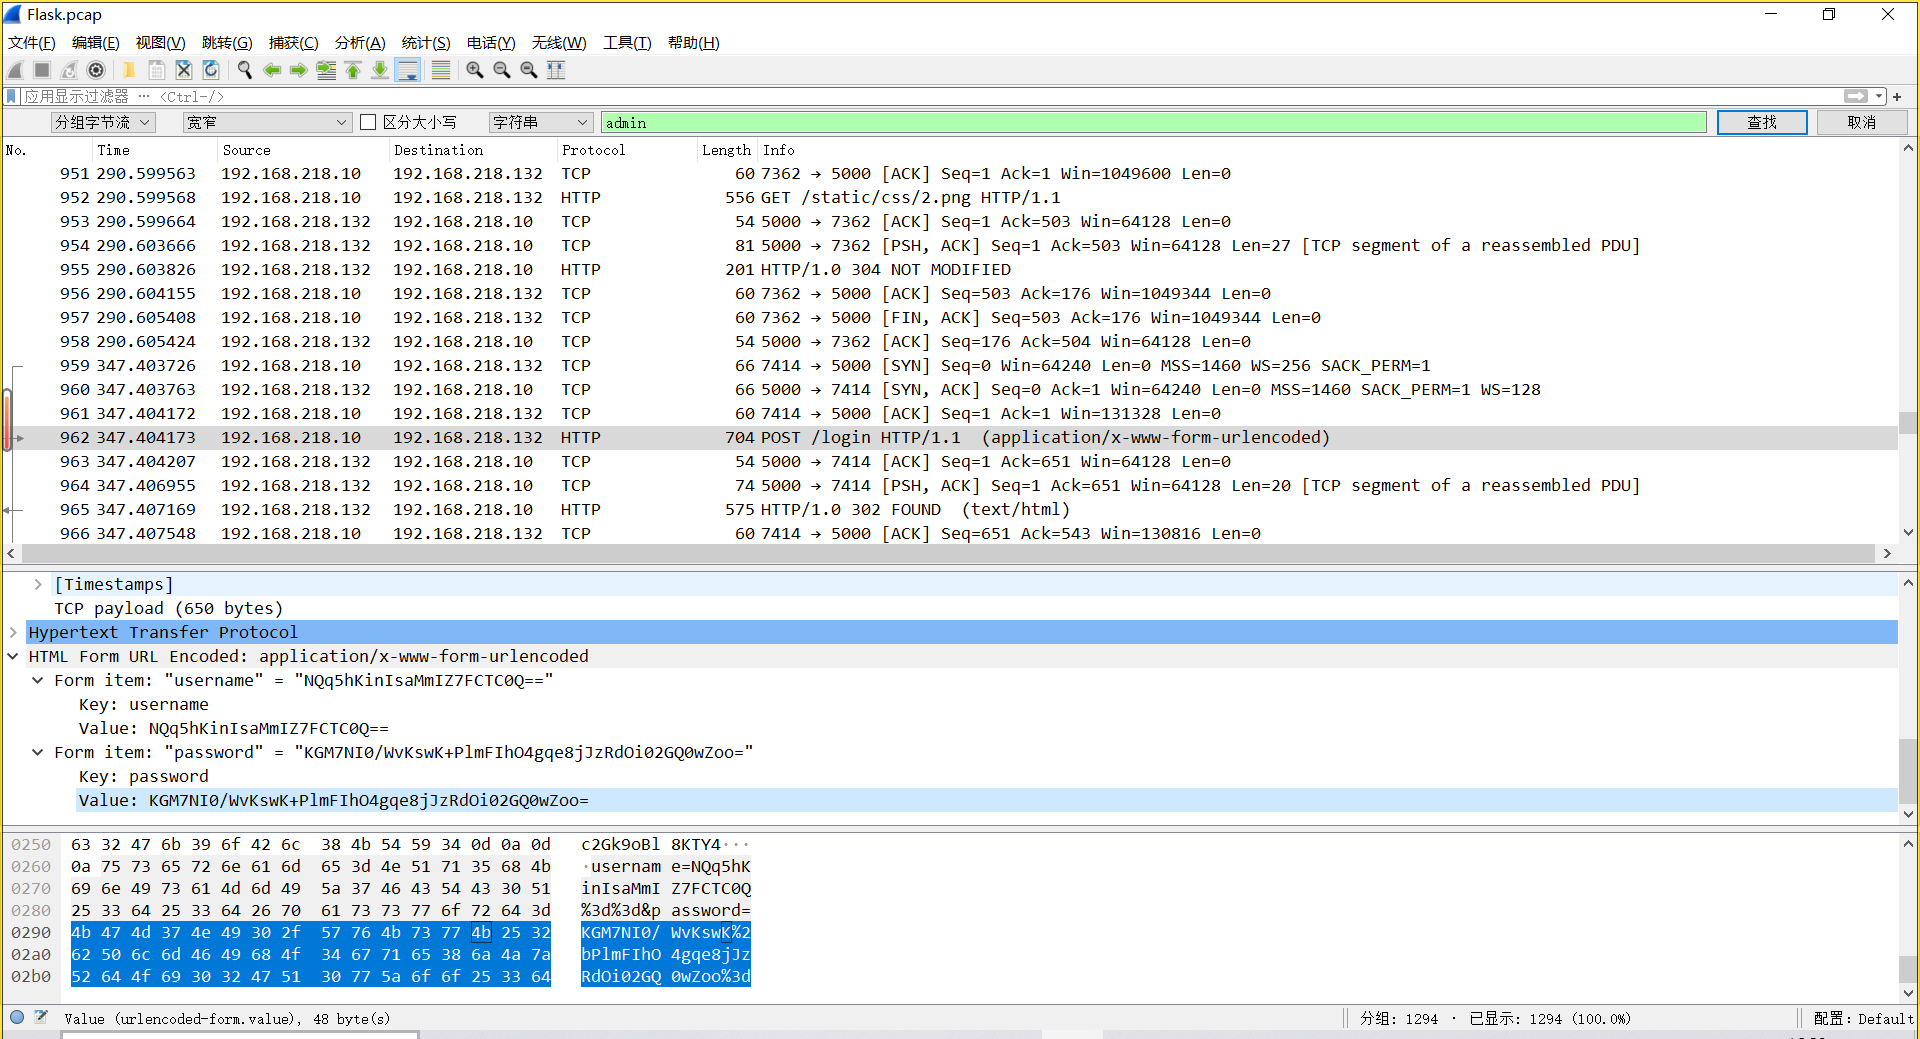 Flask.pcap
文件(F) 编辑(E) 视图(V) 跳转(G) 捕获(C) 分析(A) 统计(S) 电话(Y) 无线(W) 工具(T) 帮助(H)
应用显示过滤器 ⋯ <Ctrl-/>
分组字节流 宽窄 区分大小写 字符串 admin 查找 取消
No. Time Source Destination Protocol Length Info
951 290.599563 192.168.218.10 192.168.218.132 TCP 60 7362 → 5000 [ACK] Seq=1 Ack=1 Win=1049600 Len=0
952 290.599568 192.168.218.10 192.168.218.132 HTTP 556 GET /static/css/2.png HTTP/1.1
953 290.599664 192.168.218.132 192.168.218.10 TCP 54 5000 → 7362 [ACK] Seq=1 Ack=503 Win=64128 Len=0
954 290.603666 192.168.218.132 192.168.218.10 TCP 81 5000 → 7362 [PSH, ACK] Seq=1 Ack=503 Win=64128 Len=27 [TCP segment of a reassembled PDU]
955 290.603826 192.168.218.132 192.168.218.10 HTTP 201 HTTP/1.0 304 NOT MODIFIED
956 290.604155 192.168.218.10 192.168.218.132 TCP 60 7362 → 5000 [ACK] Seq=503 Ack=176 Win=1049344 Len=0
957 290.605408 192.168.218.10 192.168.218.132 TCP 60 7362 → 5000 [FIN, ACK] Seq=503 Ack=176 Win=1049344 Len=0
958 290.605424 192.168.218.132 192.168.218.10 TCP 54 5000 → 7362 [ACK] Seq=176 Ack=504 Win=64128 Len=0
959 347.403726 192.168.218.10 192.168.218.132 TCP 66 7414 → 5000 [SYN] Seq=0 Win=64240 Len=0 MSS=1460 WS=256 SACK_PERM=1
960 347.403763 192.168.218.132 192.168.218.10 TCP 66 5000 → 7414 [SYN, ACK] Seq=0 Ack=1 Win=64240 Len=0 MSS=1460 SACK_PERM=1 WS=128
961 347.404172 192.168.218.10 192.168.218.132 TCP 60 7414 → 5000 [ACK] Seq=1 Ack=1 Win=131328 Len=0
962 347.404173 192.168.218.10 192.168.218.132 HTTP 704 POST /login HTTP/1.1  (application/x-www-form-urlencoded)
963 347.404207 192.168.218.132 192.168.218.10 TCP 54 5000 → 7414 [ACK] Seq=1 Ack=651 Win=64128 Len=0
964 347.406955 192.168.218.132 192.168.218.10 TCP 74 5000 → 7414 [PSH, ACK] Seq=1 Ack=651 Win=64128 Len=20 [TCP segment of a reassembled PDU]
965 347.407169 192.168.218.132 192.168.218.10 HTTP 575 HTTP/1.0 302 FOUND  (text/html)
966 347.407548 192.168.218.10 192.168.218.132 TCP 60 7414 → 5000 [ACK] Seq=651 Ack=543 Win=130816 Len=0
[Timestamps]
TCP payload (650 bytes)
Hypertext Transfer Protocol
HTML Form URL Encoded: application/x-www-form-urlencoded
Form item: "username" = "NQq5hKinIsaMmIZ7FCTC0Q=="
Key: username
Value: NQq5hKinIsaMmIZ7FCTC0Q==
Form item: "password" = "KGM7NI0/WvKswK+PlmFIhO4gqe8jJzRdOi02GQ0wZoo="
Key: password
Value: KGM7NI0/WvKswK+PlmFIhO4gqe8jJzRdOi02GQ0wZoo=
0250 63 32 47 6b 39 6f 42 6c 38 4b 54 59 34 0d 0a 0d c2Gk9oBl 8KTY4···
0260 0a 75 73 65 72 6e 61 6d 65 3d 4e 51 71 35 68 4b ·usernam e=NQq5hK
0270 69 6e 49 73 61 4d 6d 49 5a 37 46 43 54 43 30 51 inIsaMmI Z7FCTC0Q
0280 25 33 64 25 33 64 26 70 61 73 73 77 6f 72 64 3d %3d%3d&p assword=
0290 4b 47 4d 37 4e 49 30 2f 57 76 4b 73 77 4b 25 32 KGM7NI0/ WvKswK%2
02a0 62 50 6c 6d 46 49 68 4f 34 67 71 65 38 6a 4a 7a bPlmFIhO 4gqe8jJz
02b0 52 64 4f 69 30 32 47 51 30 77 5a 6f 6f 25 33 64 RdOi02GQ 0wZoo%3d
Value (urlencoded-form.value), 48 byte(s) 分组: 1294 · 已显示: 1294 (100.0%) 配置: Default